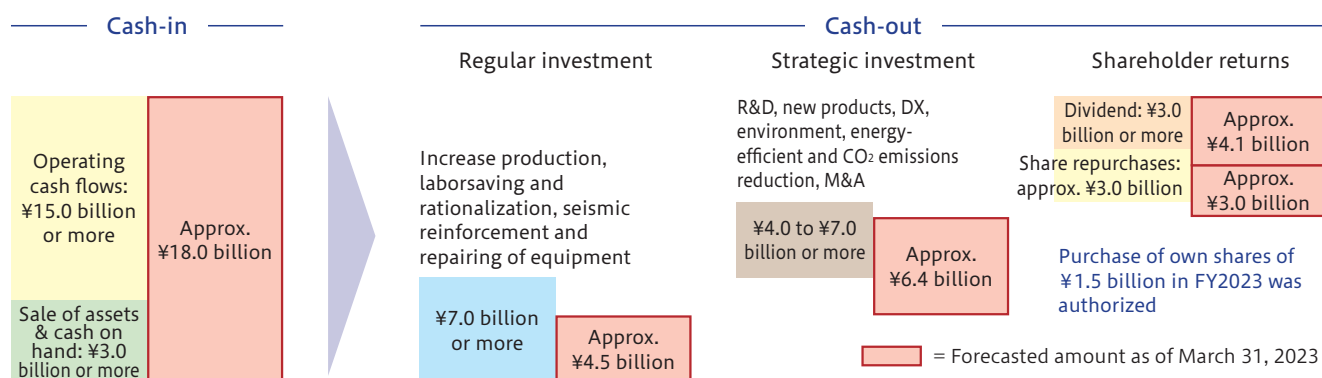 Cash-in
Cash-out
Operating
cash flows:
¥15.0 billion
or more
Sale of assets
& cash on
hand: ¥3.0
billion or more
Approx.
¥18.0 billion
Regular investment
Increase production,
laborsaving and
rationalization, seismic
reinforcement and
repairing of equipment
¥7.0 billion
or more
Approx.
¥4.5 billion
Strategic investment
R&D, new products, DX,
environment, energy-
efficient and CO₂ emissions
reduction, M&A
¥4.0 to ¥7.0
billion or more
Approx.
¥6.4 billion
Shareholder returns
Dividend: ¥3.0
billion or more
Approx.
¥4.1 billion
Share repurchases:
approx. ¥3.0 billion
Approx.
¥3.0 billion
Purchase of own shares of
¥1.5 billion in FY2023 was
authorized
= Forecasted amount as of March 31, 2023